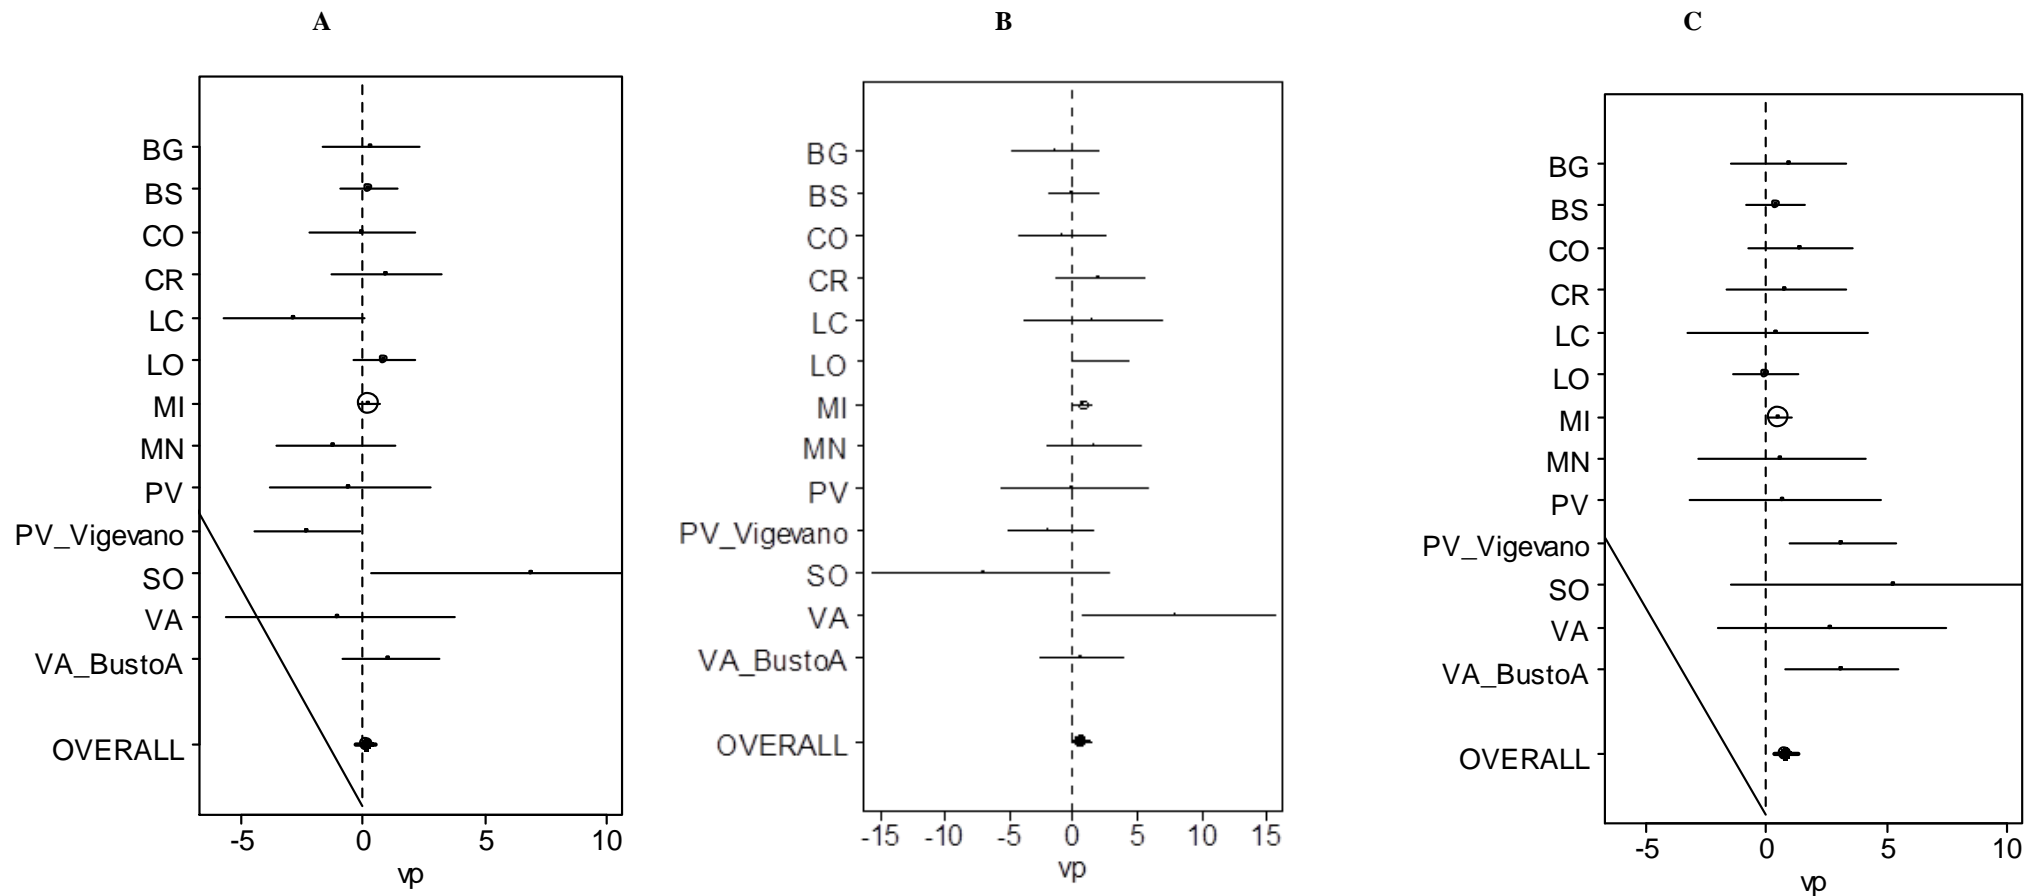 A
BG
BS
CO
CR
LC
LO
MI
MN
PV
PV_Vigevano
SO
VA
VA_BustoA
OVERALL
-5 0 5 10
vp
B
BG
BS
CO
CR
LC
LO
MI
MN
PV
PV_Vigevano
SO
VA
VA_BustoA
OVERALL
-15 -10 -5 0 5 10 15
vp
C
BG
BS
CO
CR
LC
LO
MI
MN
PV
PV_Vigevano
SO
VA
VA_BustoA
OVERALL
-5 0 5 10
vp